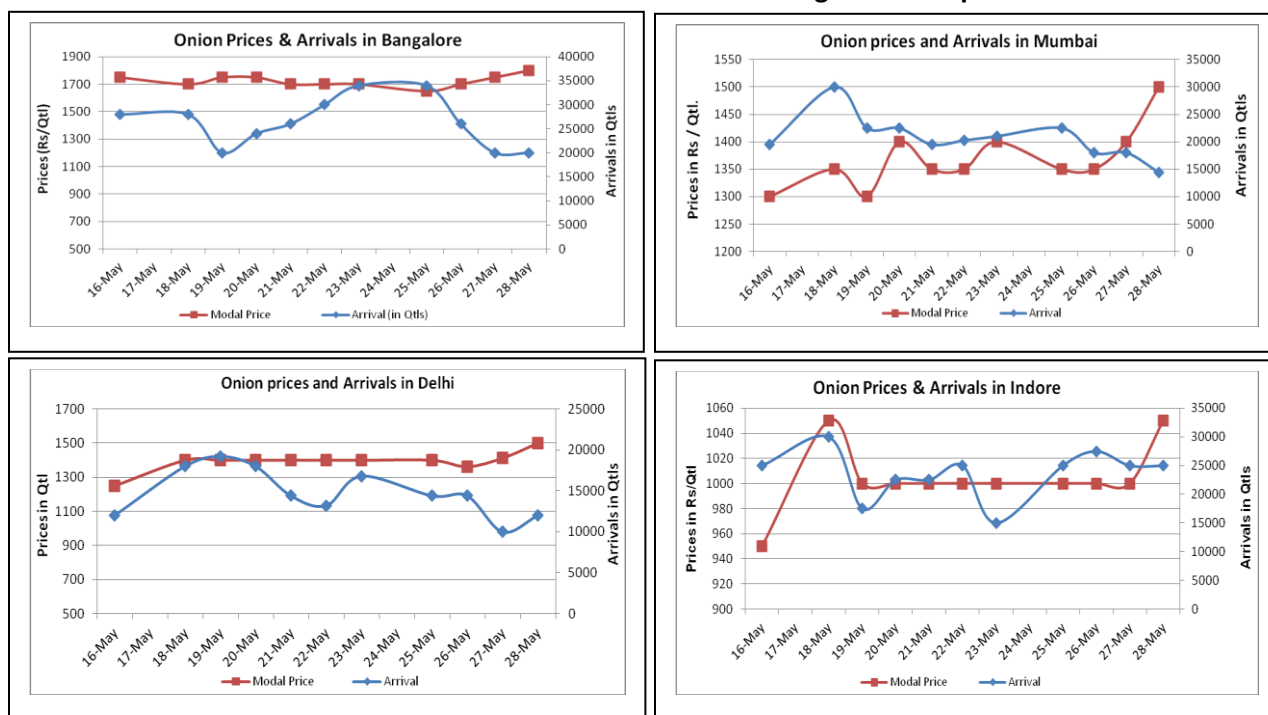 Onion Prices & Arrivals in Bangalore
Prices (Rs/Qtl)
1900
1700
1500
1300
1100
900
700
500
40000
35000
30000
25000
20000
15000
10000
5000
0
Arrivals in Qtls
16-May
17-May
18-May
19-May
20-May
21-May
22-May
23-May
24-May
25-May
26-May
27-May
28-May
Modal Price
Arrival (in Qtls)
Onion prices and Arrivals in Mumbai
Prices in Rs / Qtl.
1550
1500
1450
1400
1350
1300
1250
1200
35000
30000
25000
20000
15000
10000
5000
0
Arrivals in Qtls
16-May
17-May
18-May
19-May
20-May
21-May
22-May
23-May
24-May
25-May
26-May
27-May
28-May
Modal Price
Arrival
Onion prices and Arrivals in Delhi
Prices in Qtl
1700
1500
1300
1100
900
700
500
25000
20000
15000
10000
5000
0
Arrivals in Qtls
16-May
17-May
18-May
19-May
20-May
21-May
22-May
23-May
24-May
25-May
26-May
27-May
28-May
Modal Price
Arrival
Onion Prices & Arrivals in Indore
Prices in Rs/Qtl
1060
1040
1020
1000
980
960
940
920
900
35000
30000
25000
20000
15000
10000
5000
0
Arrivals in Qtls
16-May
17-May
18-May
19-May
20-May
21-May
22-May
23-May
24-May
25-May
26-May
27-May
28-May
Modal Price
Arrival